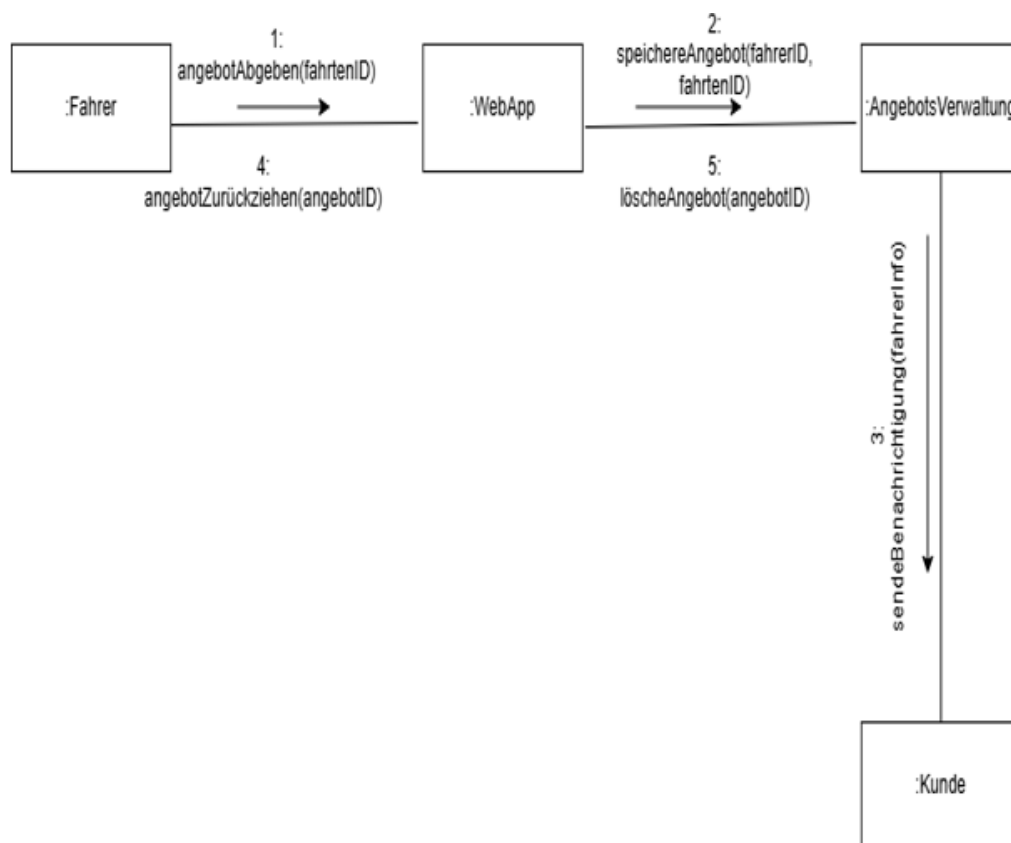 1:
angebotAbgeben(fahrtenID)
2:
speichereAngebot(fahrerID,
fahrtenID)
:Fahrer
:WebApp
:AngebotsVerwaltung
4:
angebotZurückziehen(angebotID)
5:
löscheAngebot(angebotID)
3:
sendeBenachrichtigung(fahrerInfo)
:Kunde